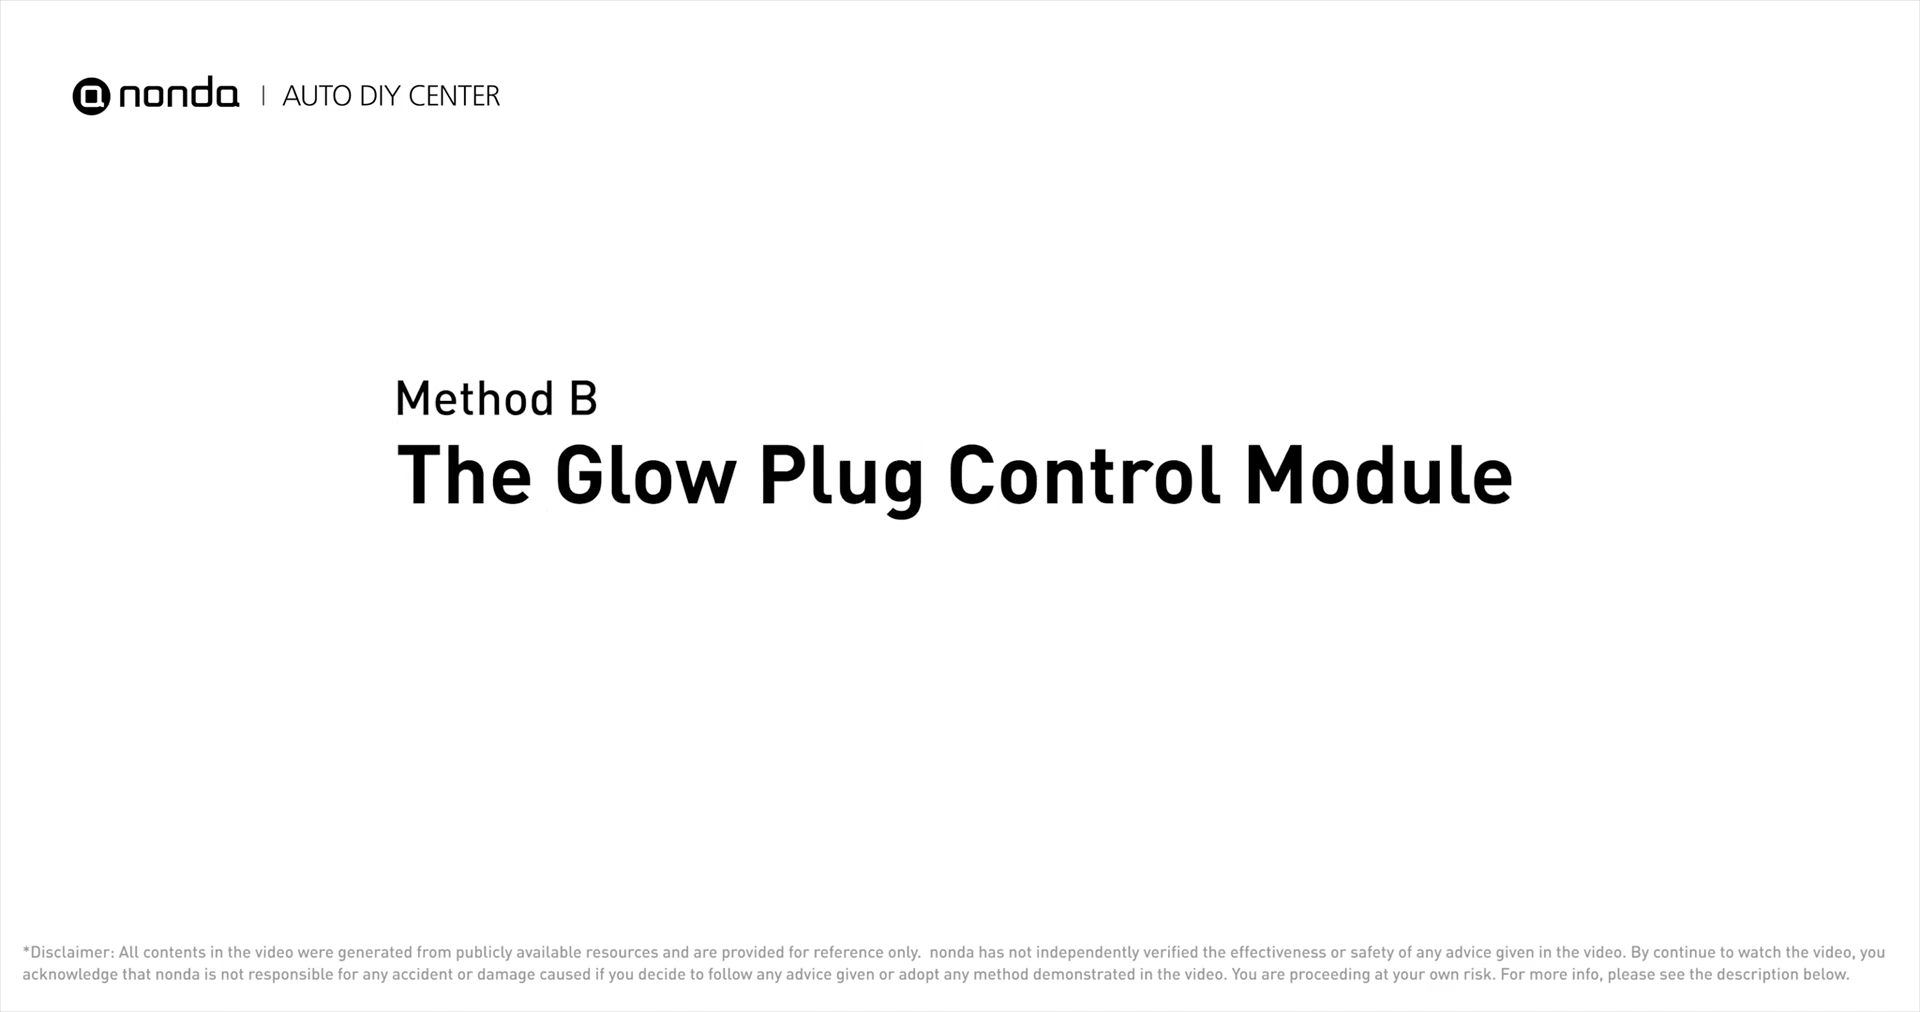 nonda | AUTO DIY CENTER
Method B
The Glow Plug Control Module
*Disclaimer: All contents in the video were generated from publicly available resources and are provided for reference only.  nonda has not independently verified the effectiveness or safety of any advice given in the video. By continue to watch the video, you
acknowledge that nonda is not responsible for any accident or damage caused if you decide to follow any advice given or adopt any method demonstrated in the video. You are proceeding at your own risk. For more info, please see the description below.